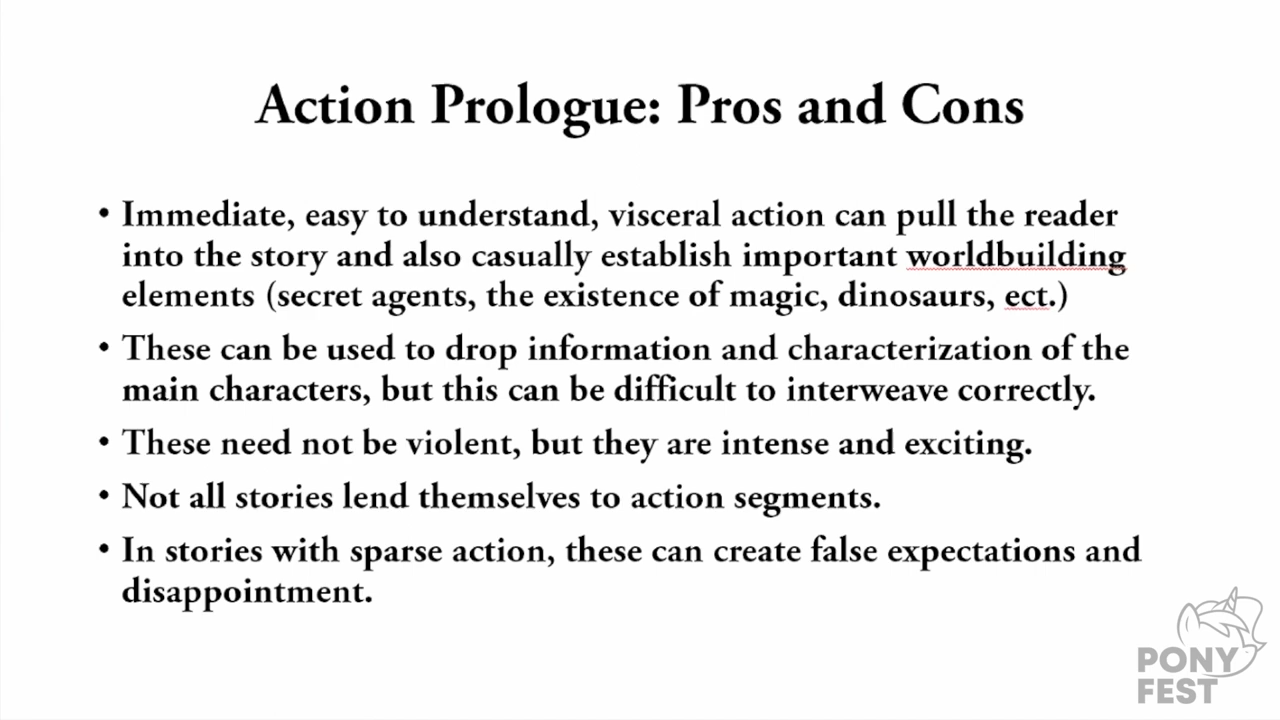 Action Prologue: Pros and Cons
• Immediate, easy to understand, visceral action can pull the reader
into the story and also casually establish important worldbuilding
elements (secret agents, the existence of magic, dinosaurs, ect.)
• These can be used to drop information and characterization of the
main characters, but this can be difficult to interweave correctly.
• These need not be violent, but they are intense and exciting.
• Not all stories lend themselves to action segments.
• In stories with sparse action, these can create false expectations and
disappointment.
PONY
FEST